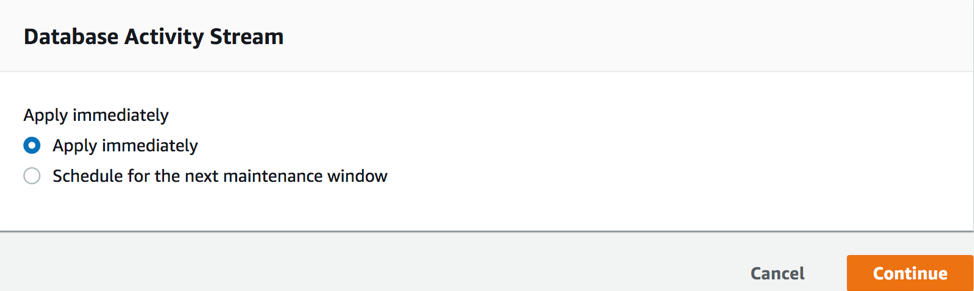 Database Activity Stream
Apply immediately
Apply immediately
Schedule for the next maintenance window
Cancel Continue